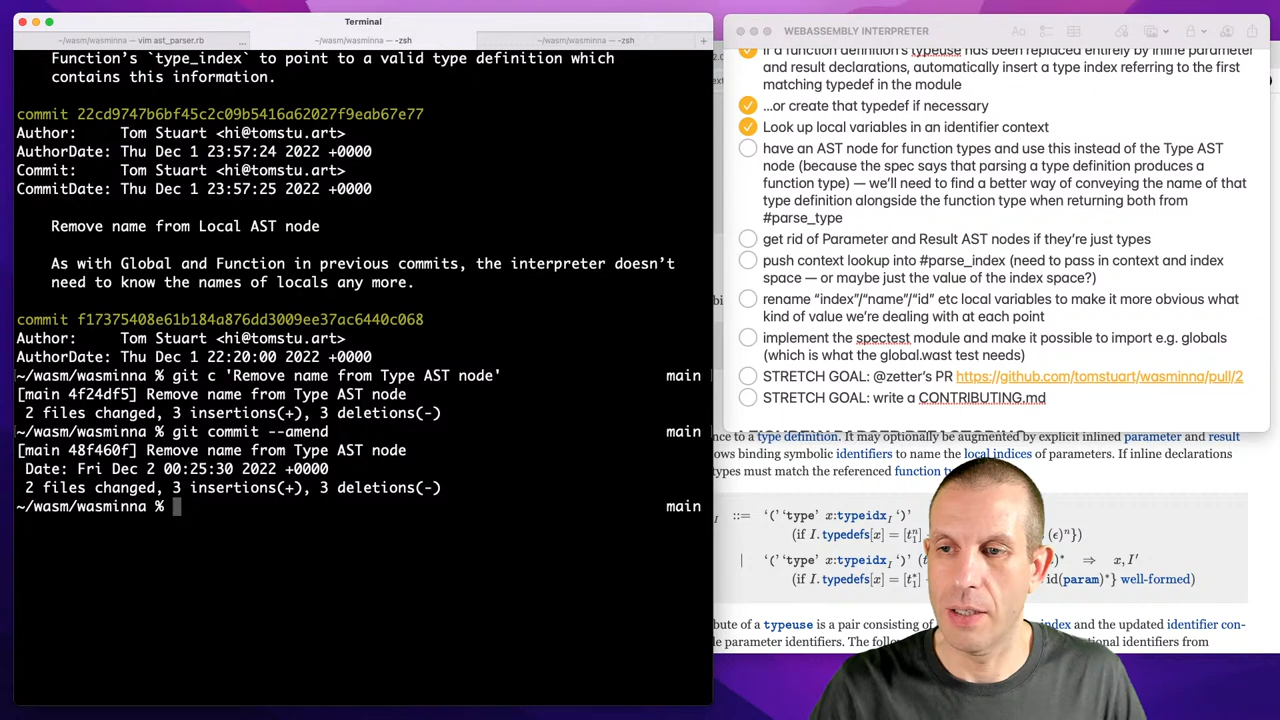 Terminal
~/wasm/wasminna — vim ast_parser.rb
...
~/wasm/wasminna — -zsh
~/wasm/wasminna — -zsh
+
Function’s `type_index` to point to a valid type definition which
contains this information.
commit 22cd9747b6bf45c2c09b5416a62027f9eab67e77
Author: Tom Stuart <hi@tomstu.art>
AuthorDate: Thu Dec 1 23:57:24 2022 +0000
Commit: Tom Stuart <hi@tomstu.art>
CommitDate: Thu Dec 1 23:57:25 2022 +0000
Remove name from Local AST node
As with Global and Function in previous commits, the interpreter doesn’t
need to know the names of locals any more.
commit f17375408e61b184a876dd3009ee37ac6440c068
Author: Tom Stuart <hi@tomstu.art>
AuthorDate: Thu Dec 1 22:20:00 2022 +0000
~/wasm/wasminna % git c 'Remove name from Type AST node' main
[main 4f24df5] Remove name from Type AST node
2 files changed, 3 insertions(+), 3 deletions(-)
~/wasm/wasminna % git commit --amend main
[main 48f460f] Remove name from Type AST node
Date: Fri Dec 2 00:25:30 2022 +0000
2 files changed, 3 insertions(+), 3 deletions(-)
~/wasm/wasminna % main
WEBASSEMBLY INTERPRETER
Aa
if a function definition’s typeuse has been replaced entirely by inline parameter
and result declarations, automatically insert a type index referring to the first
matching typedef in the module
…or create that typedef if necessary
Look up local variables in an identifier context
have an AST node for function types and use this instead of the Type AST
node (because the spec says that parsing a type definition produces a
function type) — we’ll need to find a better way of conveying the name of that
type definition alongside the function type when returning both from
#parse_type
get rid of Parameter and Result AST nodes if they’re just types
push context lookup into #parse_index (need to pass in context and index
space — or maybe just the value of the index space?)
rename “index”/“name”/“id” etc local variables to make it more obvious what
kind of value we’re dealing with at each point
implement the spectest module and make it possible to import e.g. globals
(which is what the global.wast test needs)
STRETCH GOAL: @zetter’s PR https://github.com/tomstuart/wasminna/pull/2
STRETCH GOAL: write a CONTRIBUTING.md
nce to a type definition. It may optionally be augmented by explicit inlined parameter and result
ows binding symbolic identifiers to name the local indices of parameters. If inline declarations
types must match the referenced function ty
I ::= ‘(’ ‘type’ x:typeidxI ‘)’
(if I.typedefs[x] = [t1^n] (ϵ)^n})
| ‘(’ ‘type’ x:typeidxI ‘)’ )* ⇒ x, I′
(if I.typedefs[x] = [t1*] id(param)*} well-formed)
bute of a typeuse is a pair consisting of index and the updated identifier con-
le parameter identifiers. The follow tional identifiers from